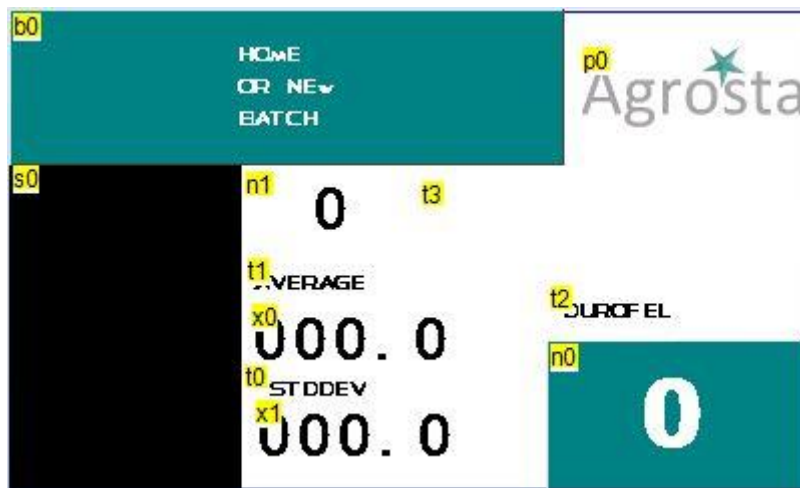 b0
HOME
OR NEW
BATCH
p0
Agrosta
s0
n1
0
t3
t1
AVERAGE
x0
000.0
t2
DUROFEL
t0
STDDEV
n0
0
x1
000.0